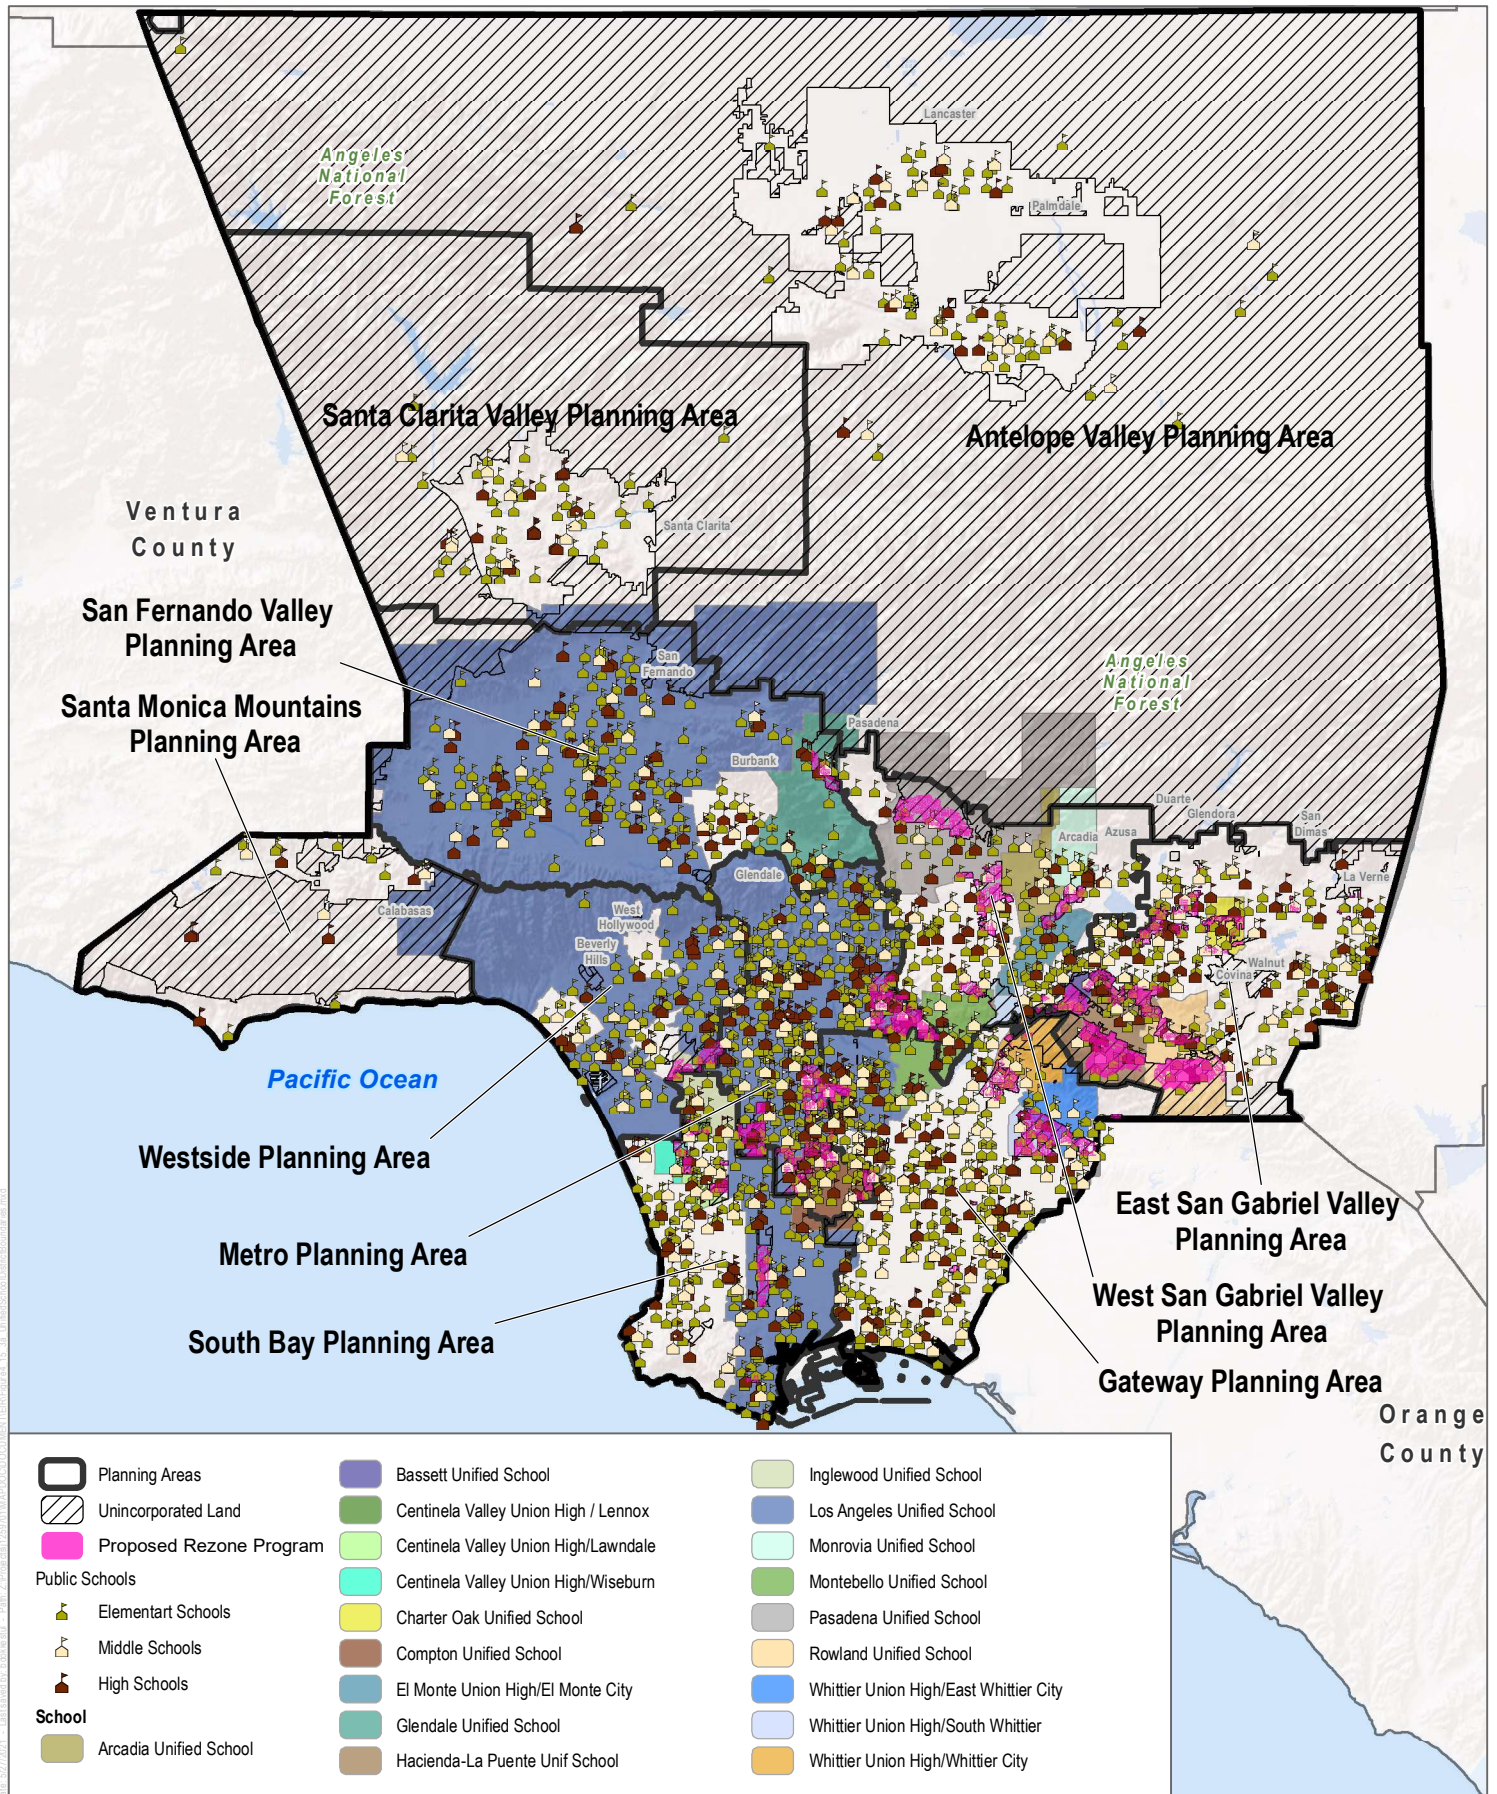 Lancaster
Angeles
National
Forest
Palmdale
Santa Clarita Valley Planning Area
Antelope Valley Planning Area
Ventura
County
Santa Clarita
San Fernando Valley
Planning Area
San
Fernando
Angeles
National
Forest
Santa Monica Mountains
Planning Area
Pasadena
Burbank
Duarte
Glendora
San
Dimas
Arcadia
Azusa
Glendale
La Verne
Calabasas
West
Hollywood
Beverly
Hills
Walnut
Covina
Pacific Ocean
Westside Planning Area
East San Gabriel Valley
Planning Area
Metro Planning Area
West San Gabriel Valley
Planning Area
South Bay Planning Area
Gateway Planning Area
Orange
County
Planning Areas
Unincorporated Land
Proposed Rezone Program
Public Schools
Elementart Schools
Middle Schools
High Schools
School
Arcadia Unified School
Bassett Unified School
Centinela Valley Union High / Lennox
Centinela Valley Union High/Lawndale
Centinela Valley Union High/Wiseburn
Charter Oak Unified School
Compton Unified School
El Monte Union High/El Monte City
Glendale Unified School
Hacienda-La Puente Unif School
Inglewood Unified School
Los Angeles Unified School
Monrovia Unified School
Montebello Unified School
Pasadena Unified School
Rowland Unified School
Whittier Union High/East Whittier City
Whittier Union High/South Whittier
Whittier Union High/Whittier City